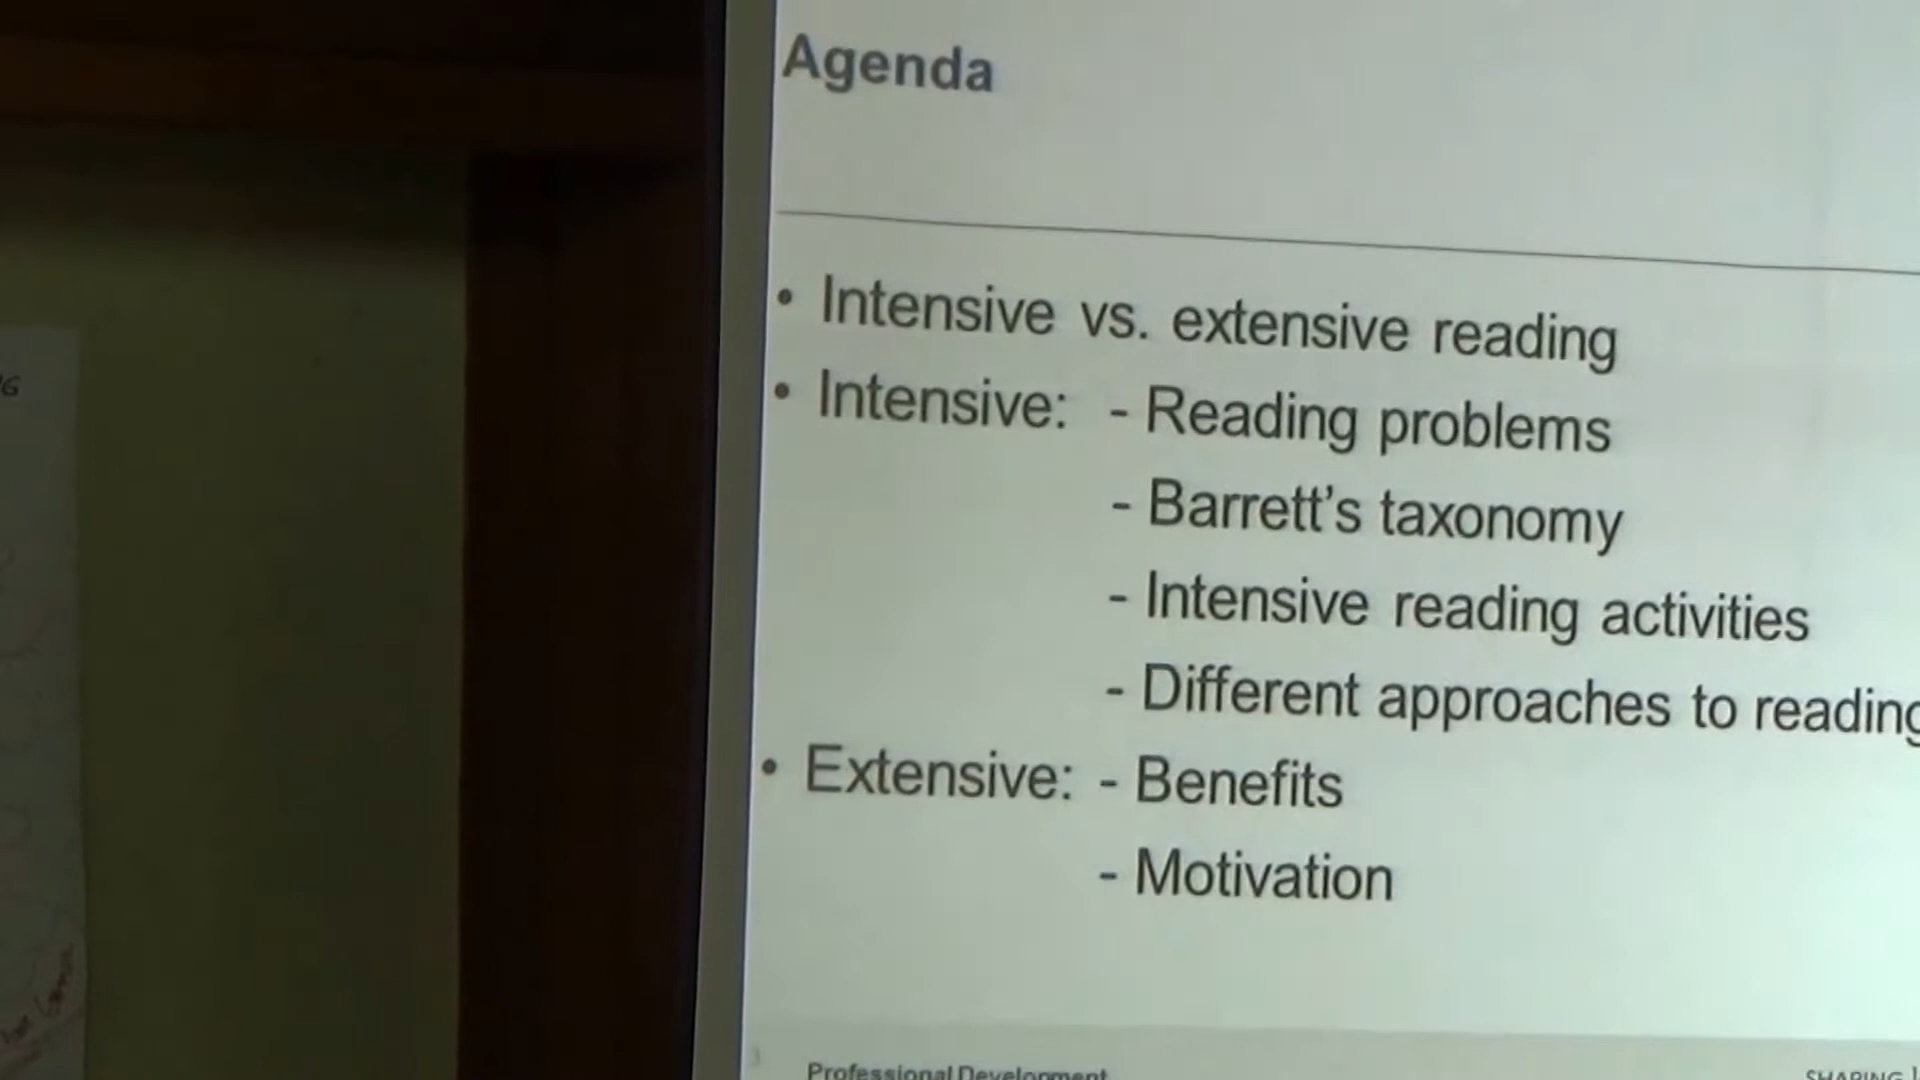 Agenda
• Intensive vs. extensive reading
• Intensive: - Reading problems
- Barrett's taxonomy
- Intensive reading activities
- Different approaches to reading
• Extensive: - Benefits
- Motivation
Professional Development
SHARING